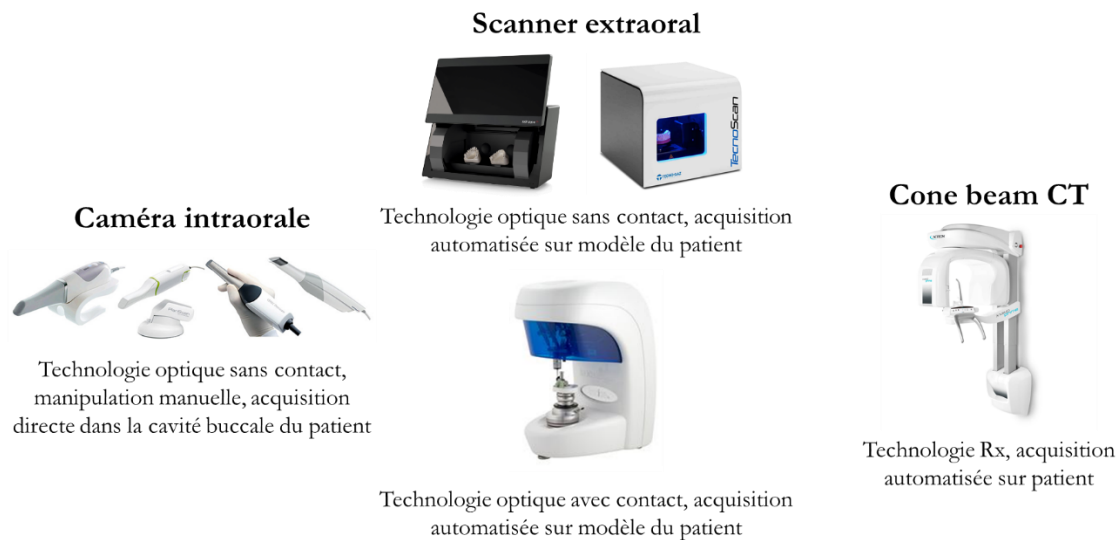 Scanner extraoral
TecnoScan
Technologie optique sans contact, acquisition
automatisée sur modèle du patient
Caméra intraorale
Technologie optique sans contact,
manipulation manuelle, acquisition
directe dans la cavité buccale du patient
Technologie optique avec contact, acquisition
automatisée sur modèle du patient
Cone beam CT
Technologie Rx, acquisition
automatisée sur patient